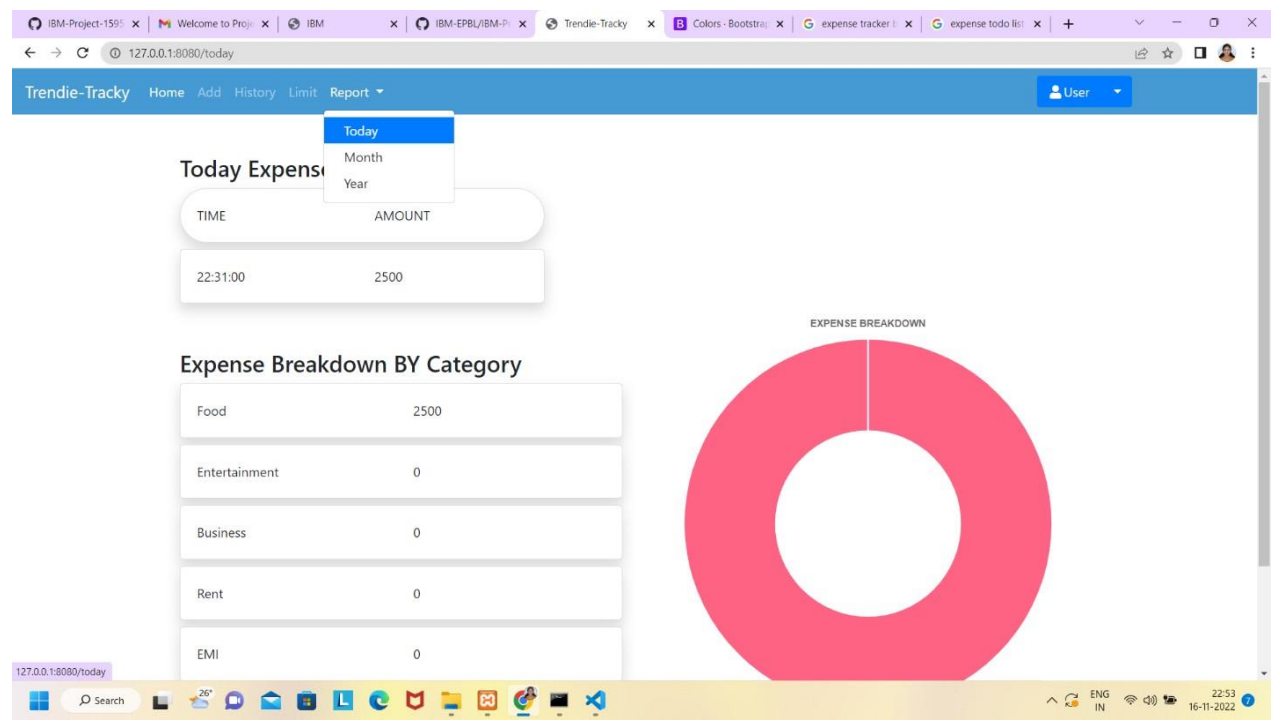 IBM-Project-1595 Welcome to Proje IBM IBM-EPBL/IBM-Pr Trendie-Tracky Colors · Bootstrap expense tracker expense todo list
127.0.0.1:8080/today
Trendie-Tracky Home Add History Limit Report User
Today
Month
Year
Today Expens
TIME AMOUNT
22:31:00 2500
EXPENSE BREAKDOWN
Expense Breakdown BY Category
Food 2500
Entertainment 0
Business 0
Rent 0
EMI 0
127.0.0.1:8080/today
Search 26° ENG IN 22:53 16-11-2022 7